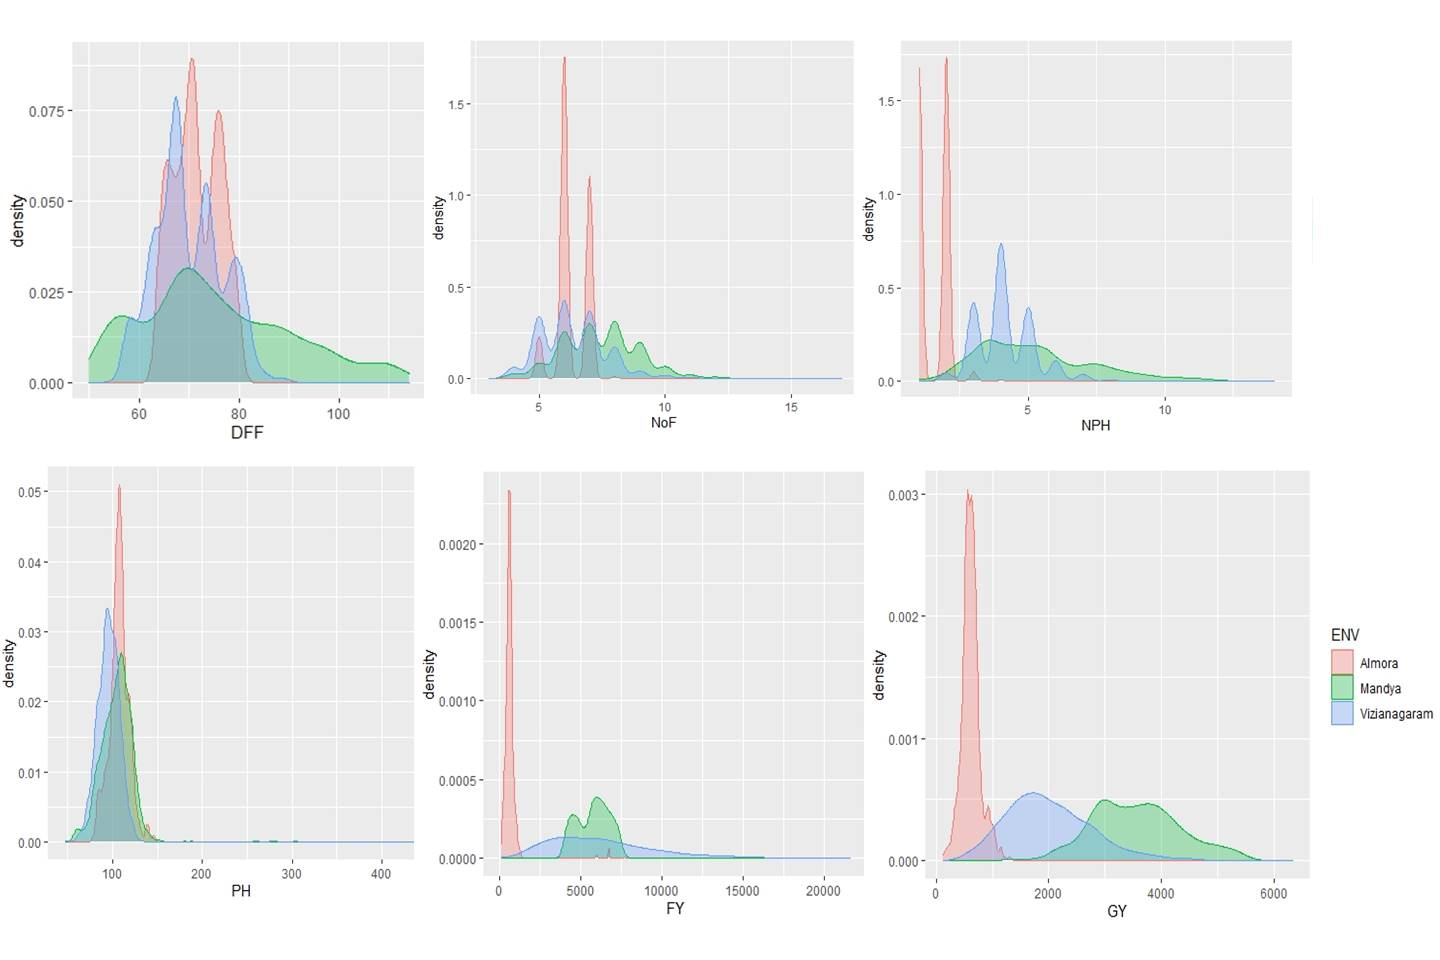 density
0.075
0.050
0.025
0.000
60 80 100
DFF
density
1.5
1.0
0.5
0.0
5 10 15
NoF
density
1.5
1.0
0.5
0.0
5 10
NPH
density
0.05
0.04
0.03
0.02
0.01
0.00
100 200 300 400
PH
density
0.0020
0.0015
0.0010
0.0005
0.0000
0 5000 10000 15000 20000
FY
density
0.003
0.002
0.001
0.000
0 2000 4000 6000
GY
ENV
Almora
Mandya
Vizianagaram